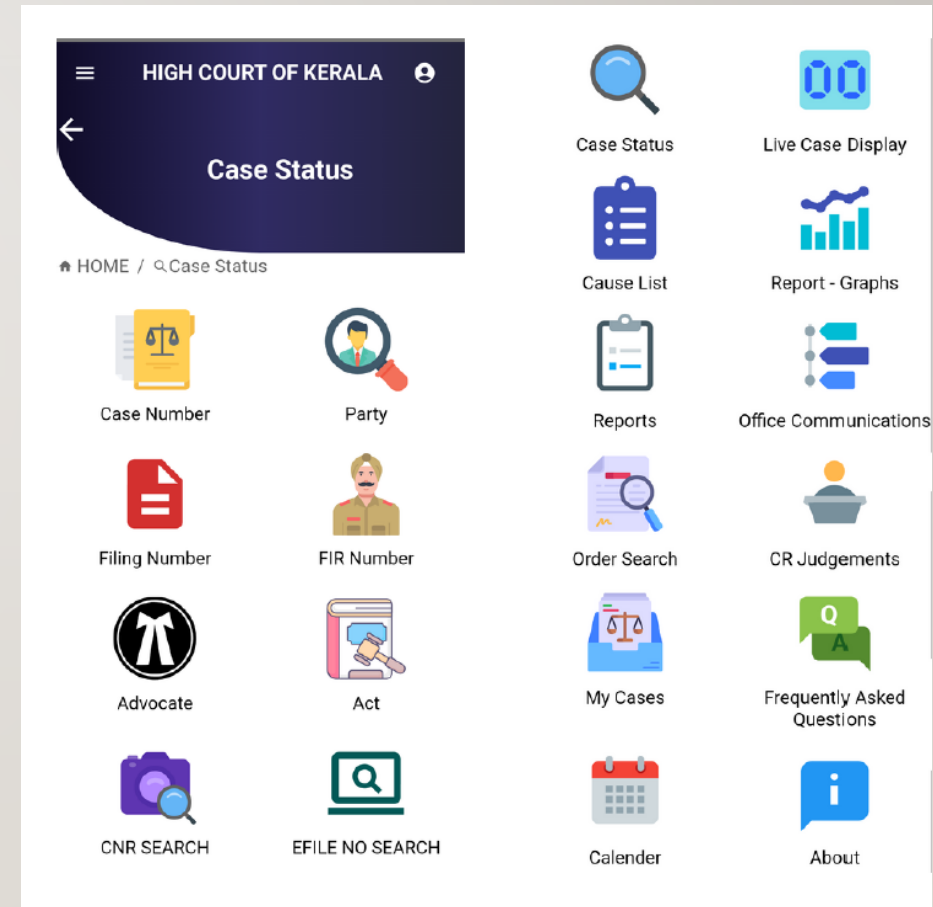 HIGH COURT OF KERALA
Case Status
HOME / Case Status
Case Number
Party
Filing Number
FIR Number
Advocate
Act
CNR SEARCH
EFILE NO SEARCH
Case Status
00
Live Case Display
Cause List
Report - Graphs
Reports
Office Communications
Order Search
CR Judgements
My Cases
Q
A
Frequently Asked
Questions
Calender
i
About